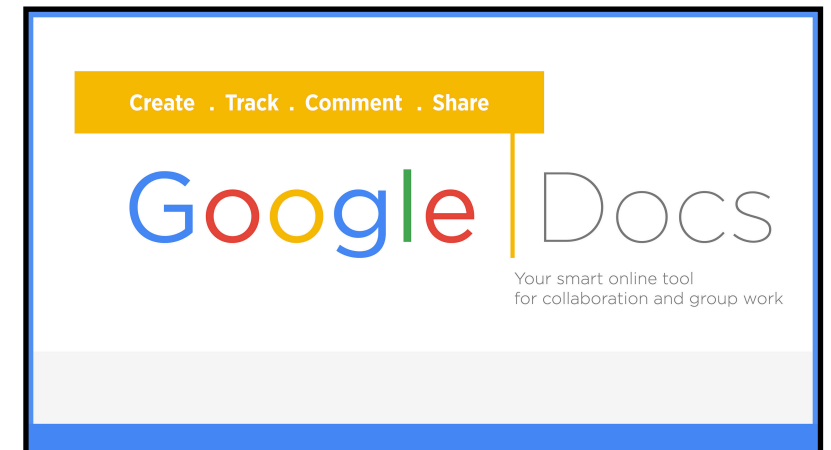 Create . Track . Comment . Share
Google Docs
Your smart online tool
for collaboration and group work